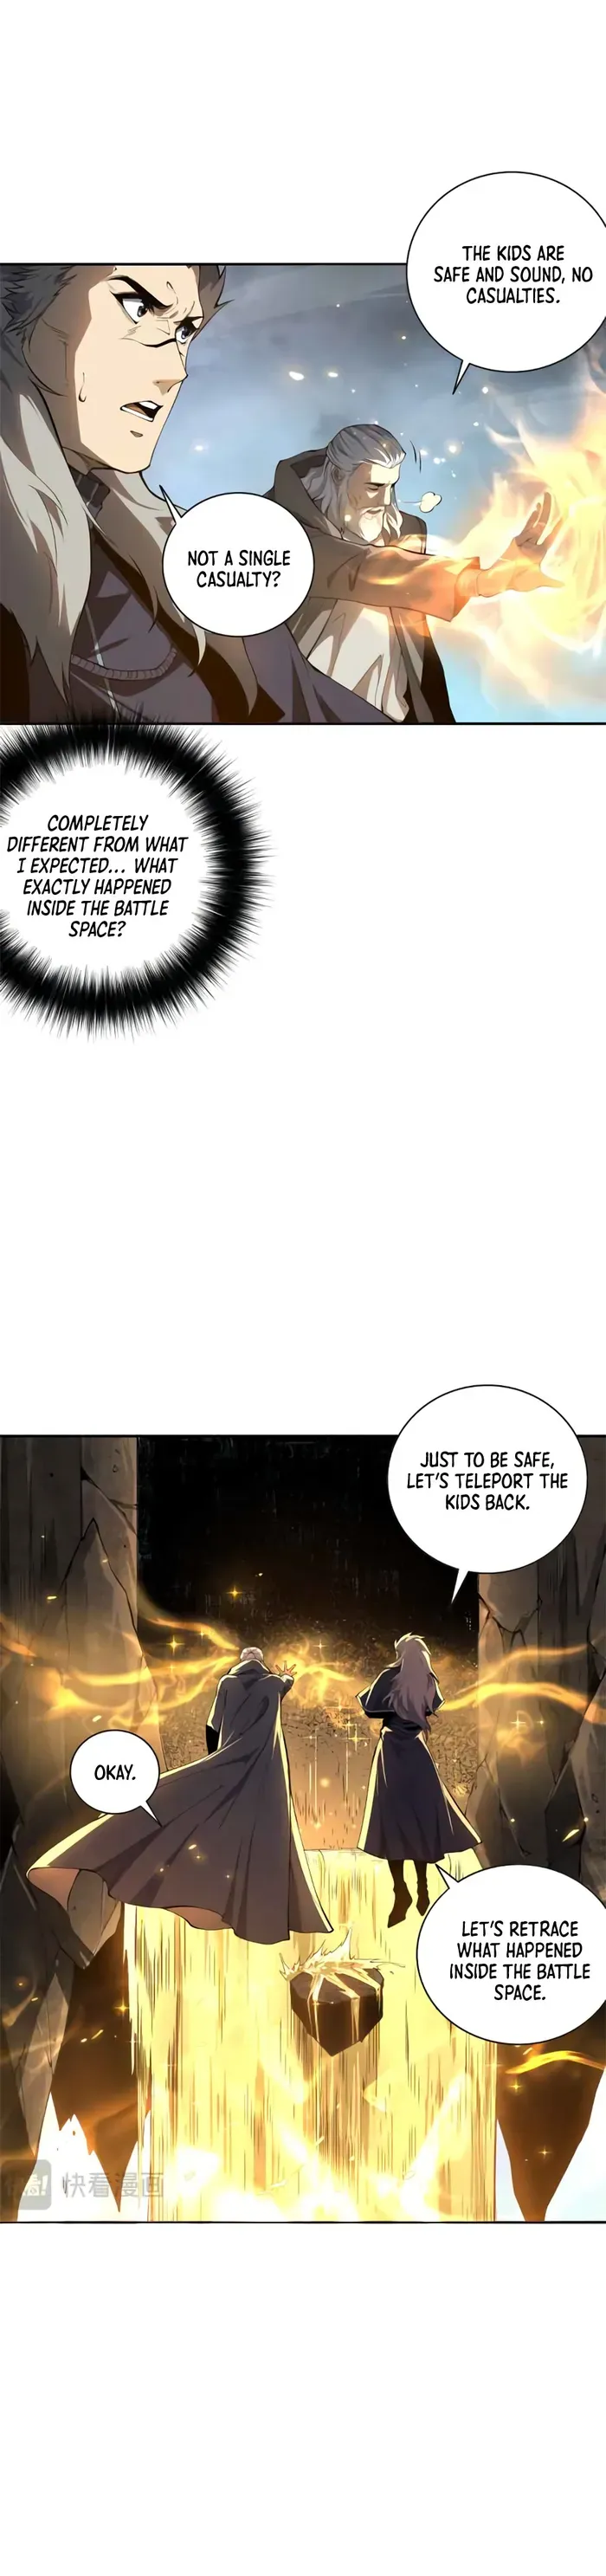 THE KIDS ARE
SAFE AND SOUND, NO
CASUALTIES.
NOT A SINGLE
CASUALTY?
COMPLETELY
DIFFERENT FROM WHAT
I EXPECTED... WHAT
EXACTLY HAPPENED
INSIDE THE BATTLE
SPACE?
JUST TO BE SAFE,
LET'S TELEPORT THE
KIDS BACK.
OKAY.
LET'S RETRACE
WHAT HAPPENED
INSIDE THE BATTLE
SPACE.
快看漫画